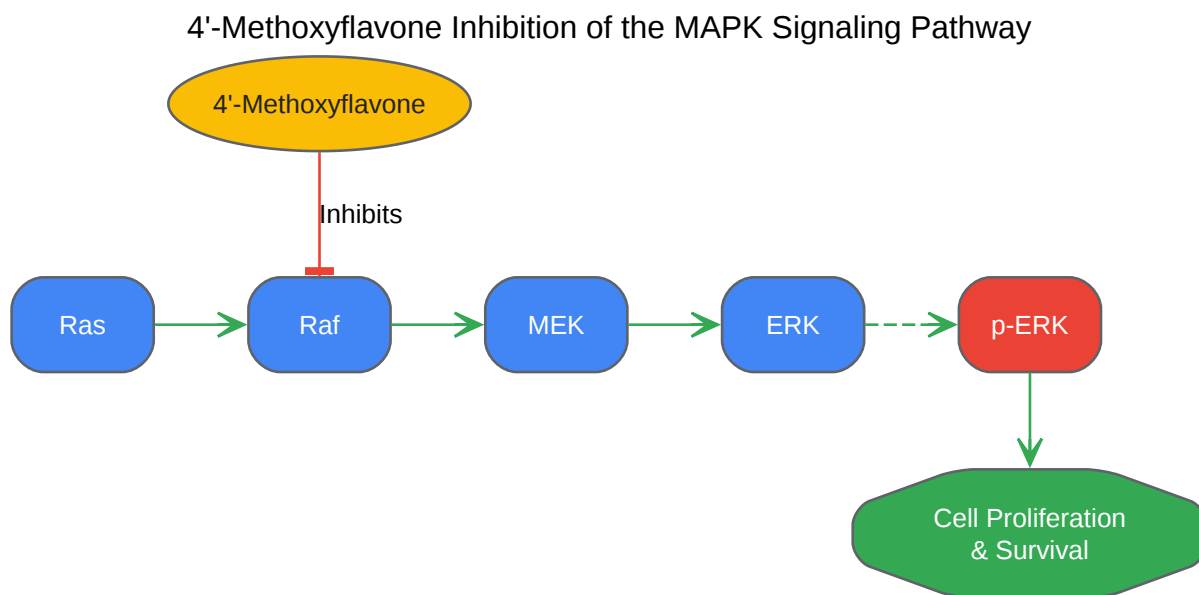 4'-Methoxyflavone Inhibition of the MAPK Signaling Pathway
4'-Methoxyflavone
Inhibits
Ras
Raf
MEK
ERK
p-ERK
Cell Proliferation
& Survival